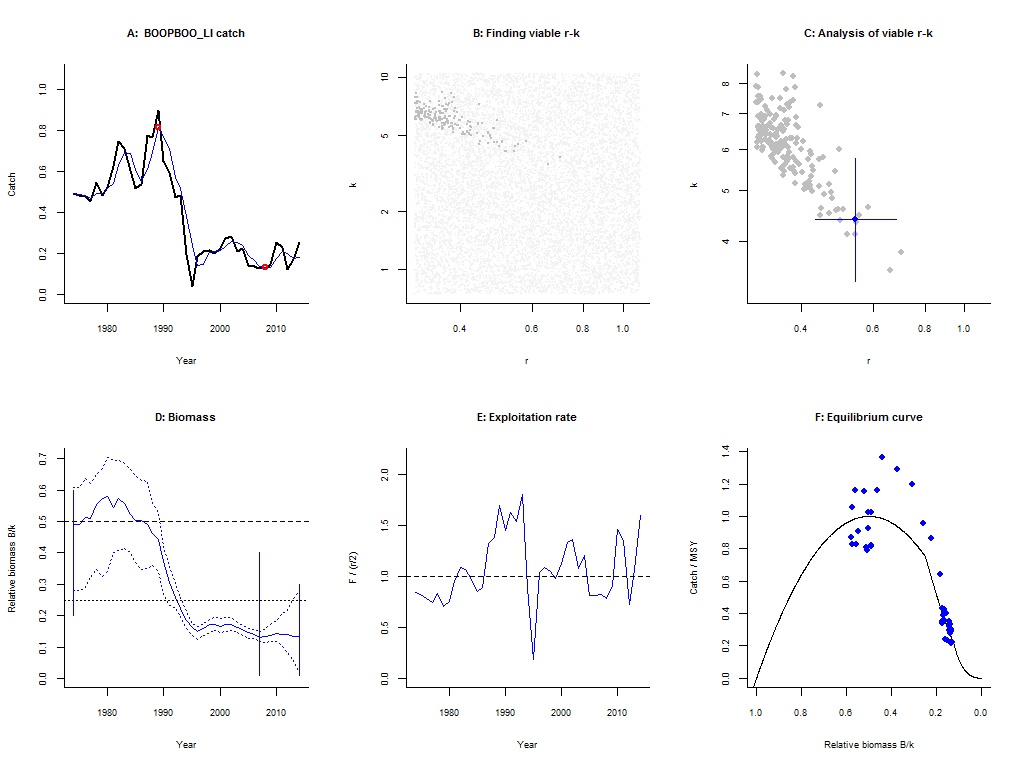 A: BOOPBOO_LI catch
Catch
0.0 0.2 0.4 0.6 0.8 1.0
1980 1990 2000 2010
Year
B: Finding viable r-k
k
1 2 5 10
0.4 0.6 0.8 1.0
r
C: Analysis of viable r-k
k
4 5 6 7 8
0.4 0.6 0.8 1.0
r
D: Biomass
Relative biomass B/k
0.0 0.1 0.2 0.3 0.4 0.5 0.6 0.7
1980 1990 2000 2010
Year
E: Exploitation rate
F / (r/2)
0.0 0.5 1.0 1.5 2.0
1980 1990 2000 2010
Year
F: Equilibrium curve
Catch / MSY
0.0 0.2 0.4 0.6 0.8 1.0 1.2 1.4
1.0 0.8 0.6 0.4 0.2 0.0
Relative biomass B/k